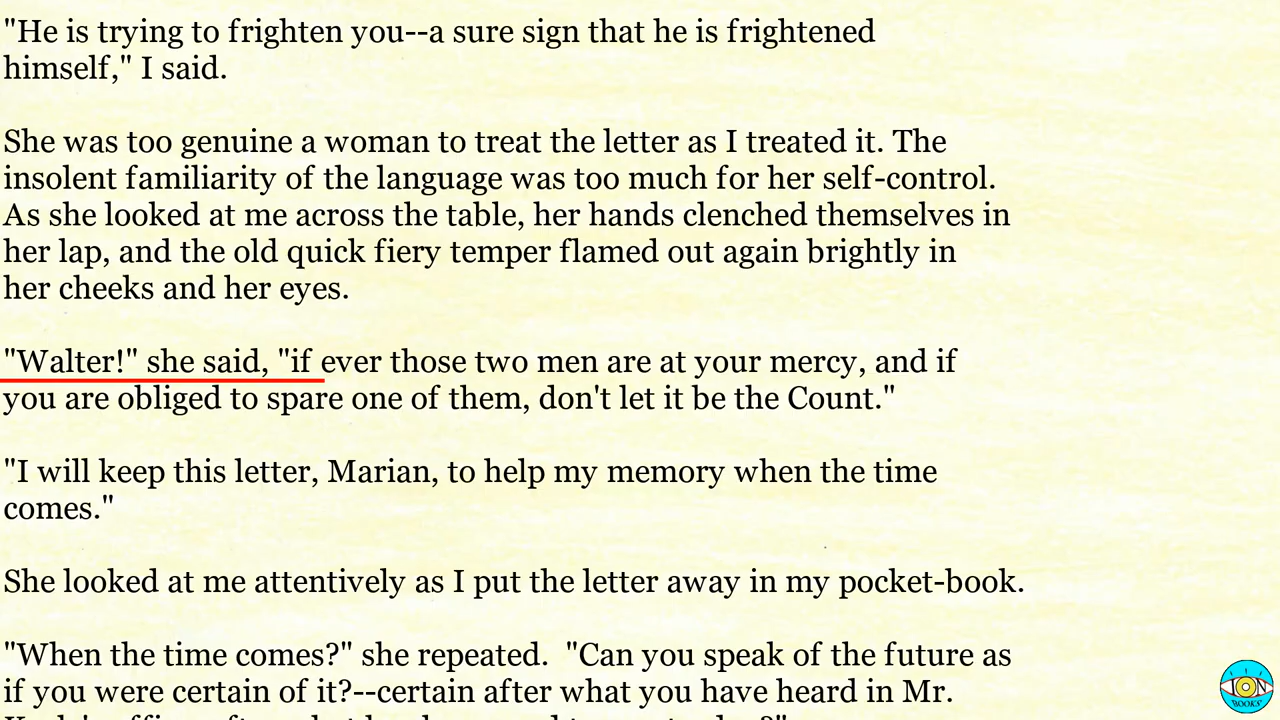 "He is trying to frighten you--a sure sign that he is frightened
himself," I said.
She was too genuine a woman to treat the letter as I treated it. The
insolent familiarity of the language was too much for her self-control.
As she looked at me across the table, her hands clenched themselves in
her lap, and the old quick fiery temper flamed out again brightly in
her cheeks and her eyes.
"Walter!" she said, "if ever those two men are at your mercy, and if
you are obliged to spare one of them, don't let it be the Count."
"I will keep this letter, Marian, to help my memory when the time
comes."
She looked at me attentively as I put the letter away in my pocket-book.
"When the time comes?" she repeated.  "Can you speak of the future as
if you were certain of it?--certain after what you have heard in Mr.
ION
BOOKS